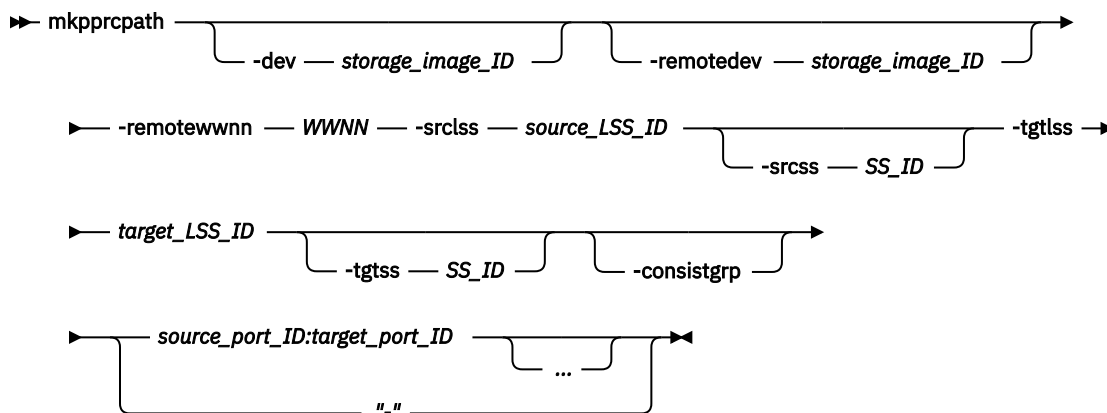 mkpprcpath
-dev storage_image_ID
-remotedev storage_image_ID
-remotewwnn WWNN -srclss source_LSS_ID -tgtlss
-srcss SS_ID
target_LSS_ID
-tgtss SS_ID
-consistgrp
source_port_ID:target_port_ID
...
"-"